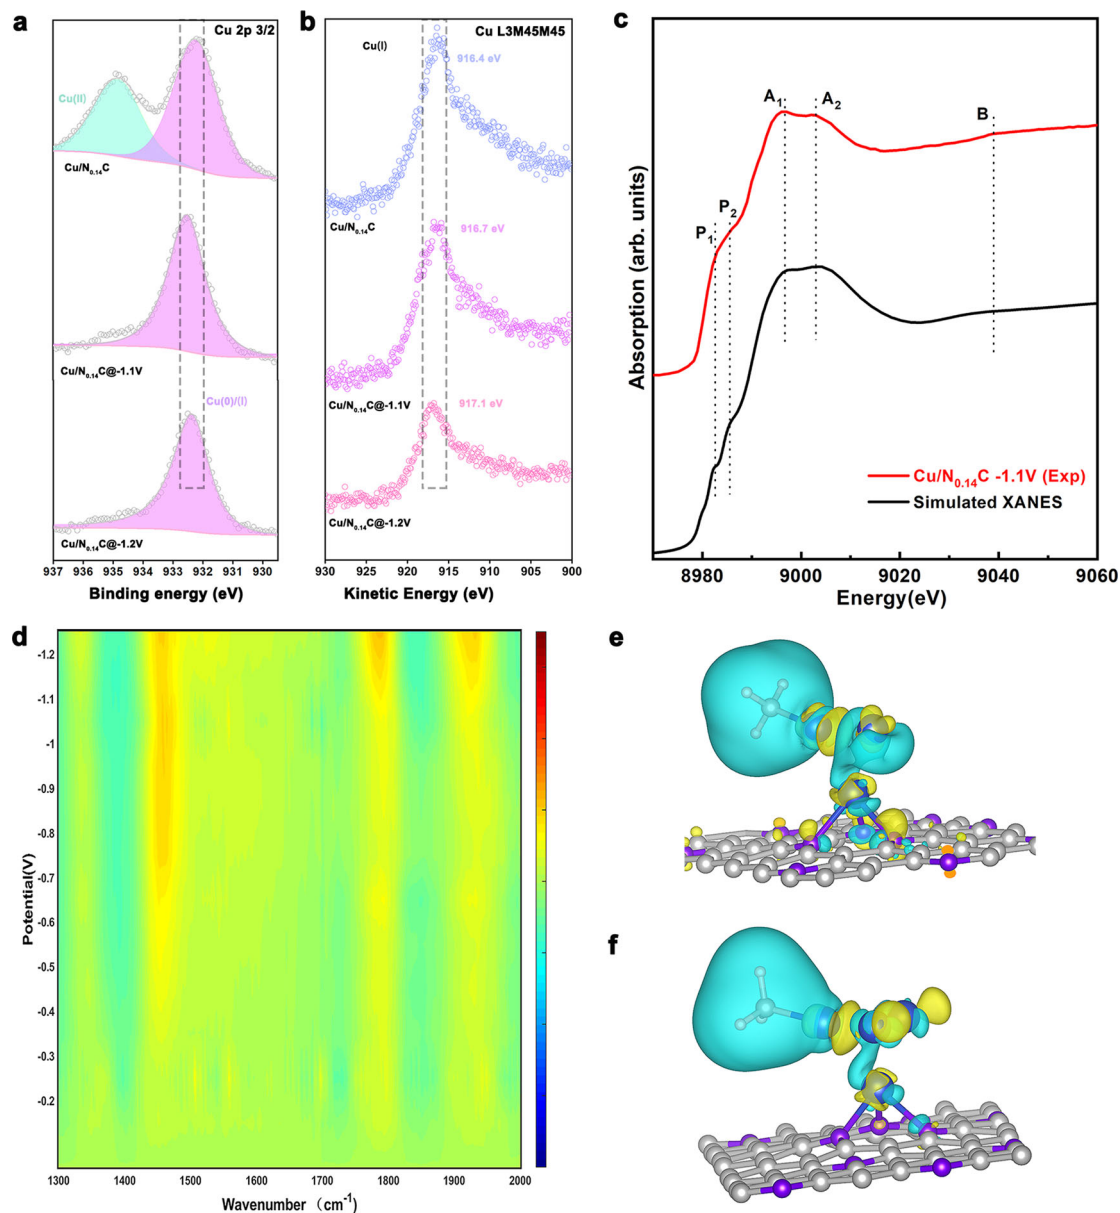 a
Cu 2p 3/2
Cu(II)
Cu/N0.14C
Cu/N0.14C@-1.1V
Cu(0)/(I)
Cu/N0.14C@-1.2V
937 936 935 934 933 932 931 930
Binding energy (eV)
b
Cu L3M45M45
Cu(I)
916.4 eV
Cu/N0.14C
916.7 eV
Cu/N0.14C@-1.1V
917.1 eV
Cu/N0.14C@-1.2V
930 925 920 915 910 905 900
Kinetic Energy (eV)
c
A1
A2
B
P2
P1
Absorption (arb. units)
Cu/N0.14C -1.1V (Exp)
Simulated XANES
8980 9000 9020 9040 9060
Energy(eV)
d
-1.2
-1.1
-1
-0.9
-0.8
-0.7
-0.6
-0.5
-0.4
-0.3
-0.2
Potential(V)
1300 1400 1500 1600 1700 1800 1900 2000
Wavenumber (cm-1)
e
f